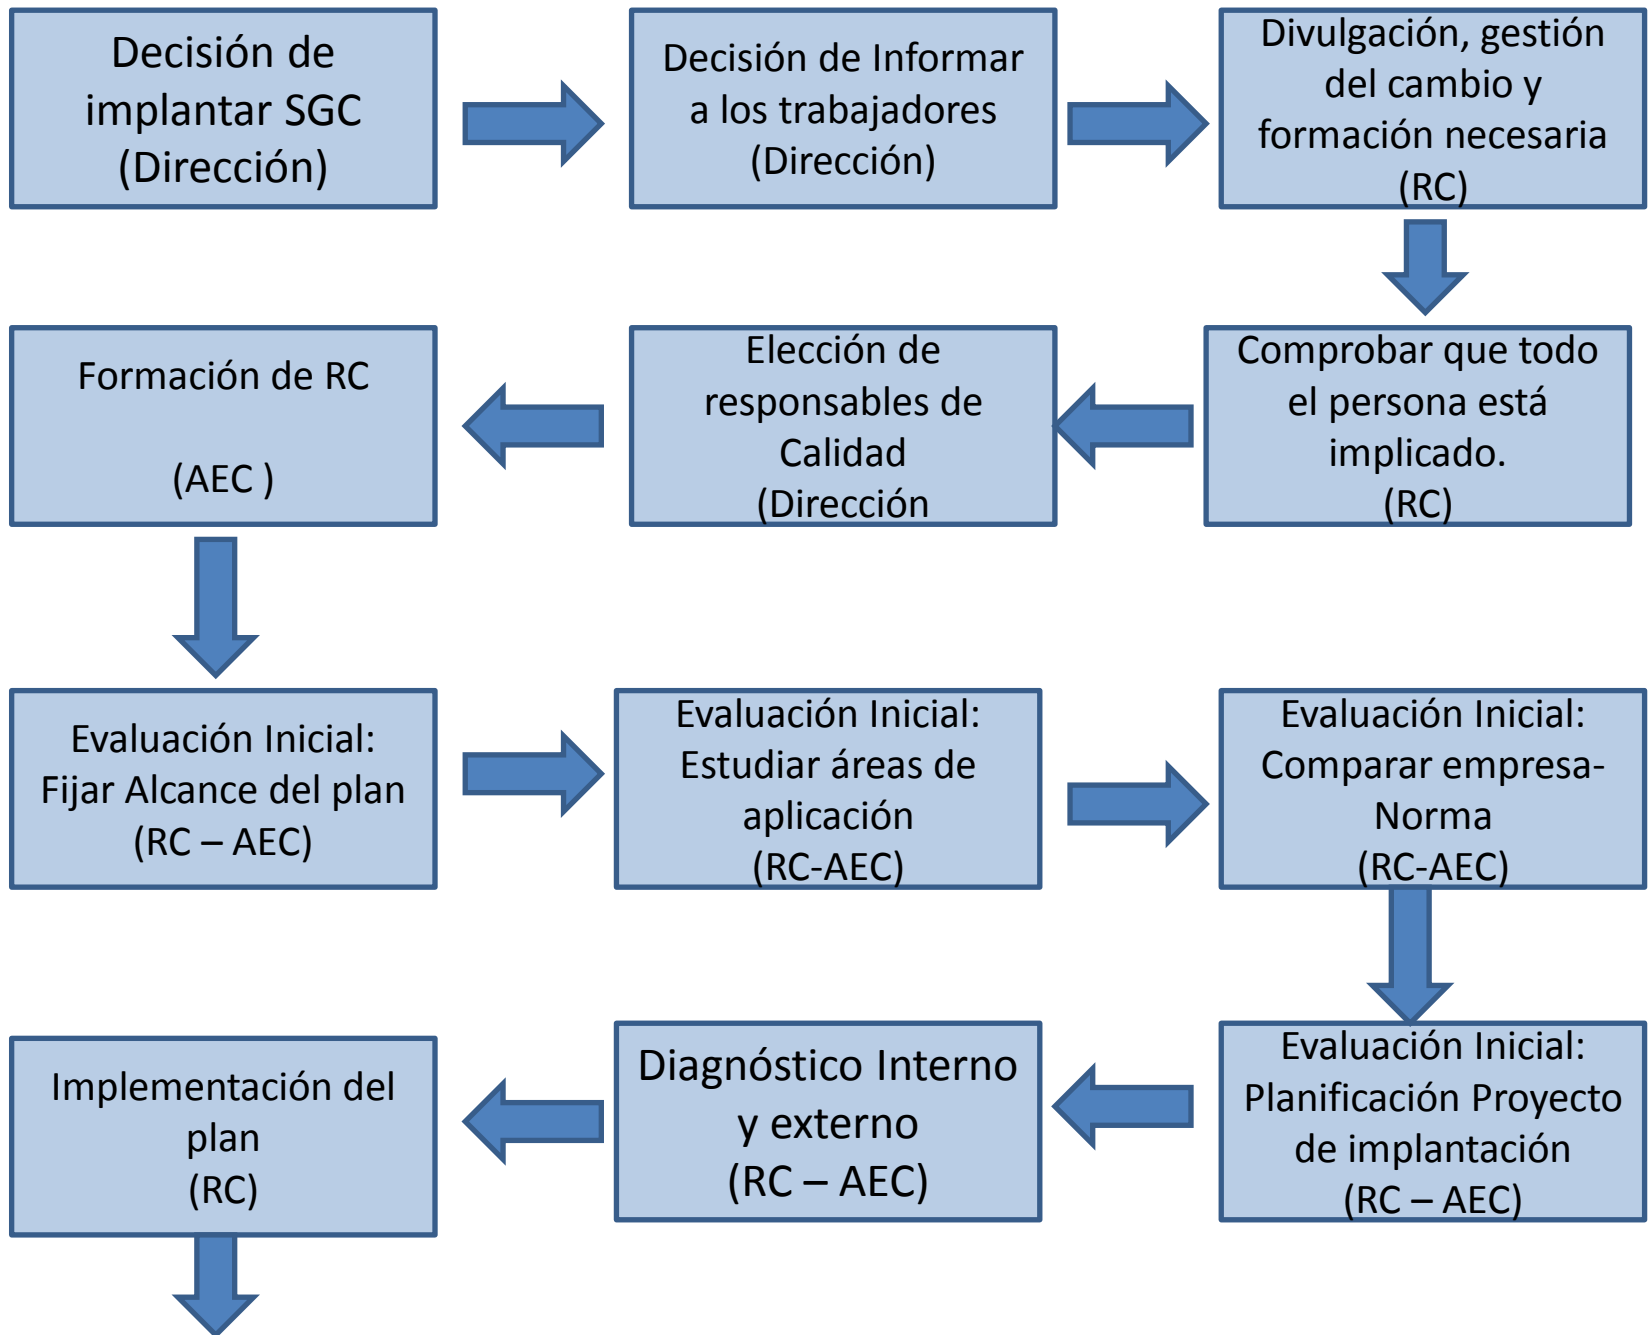 Decisión de
implantar SGC
(Dirección)
Decisión de Informar
a los trabajadores
(Dirección)
Divulgación, gestión
del cambio y
formación necesaria
(RC)
Comprobar que todo
el persona está
implicado.
(RC)
Elección de
responsables de
Calidad
(Dirección
Formación de RC
(AEC )
Evaluación Inicial:
Fijar Alcance del plan
(RC – AEC)
Evaluación Inicial:
Estudiar áreas de
aplicación
(RC-AEC)
Evaluación Inicial:
Comparar empresa-
Norma
(RC-AEC)
Evaluación Inicial:
Planificación Proyecto
de implantación
(RC – AEC)
Diagnóstico Interno
y externo
(RC – AEC)
Implementación del
plan
(RC)